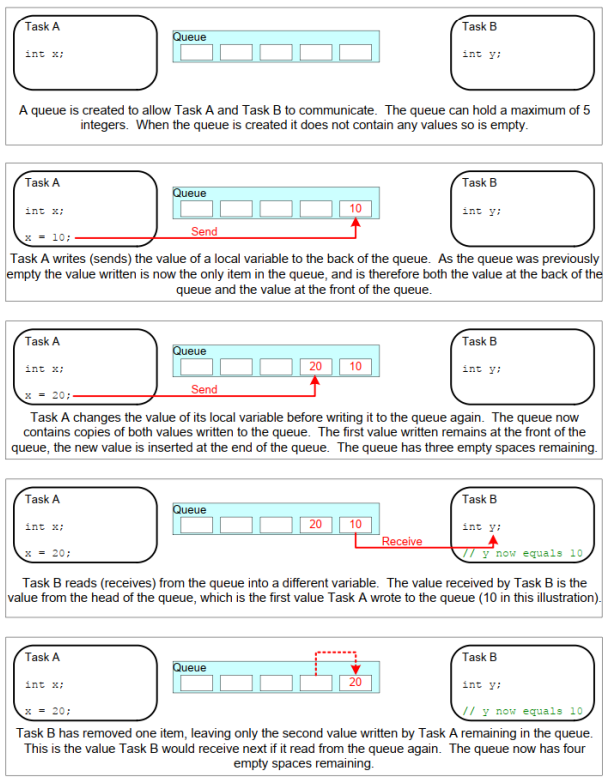 Task A
Queue
Task B
int x;
int y;
A queue is created to allow Task A and Task B to communicate.  The queue can hold a maximum of 5
integers.  When the queue is created it does not contain any values so is empty.
Task A
Queue
Task B
int x;
10
int y;
x = 10;
Send
Task A writes (sends) the value of a local variable to the back of the queue.  As the queue was previously
empty the value written is now the only item in the queue, and is therefore both the value at the back of the
queue and the value at the front of the queue.
Task A
Queue
Task B
int x;
20 10
int y;
x = 20;
Send
Task A changes the value of its local variable before writing it to the queue again.  The queue now
contains copies of both values written to the queue.  The first value written remains at the front of the
queue, the new value is inserted at the end of the queue.  The queue has three empty spaces remaining.
Task A
Queue
Task B
int x;
20 10
int y;
x = 20;
Receive
// y now equals 10
Task B reads (receives) from the queue into a different variable.  The value received by Task B is the
value from the head of the queue, which is the first value Task A wrote to the queue (10 in this illustration).
Task A
Queue
Task B
int x;
20
int y;
x = 20;
// y now equals 10
Task B has removed one item, leaving only the second value written by Task A remaining in the queue.
This is the value Task B would receive next if it read from the queue again.  The queue now has four
empty spaces remaining.